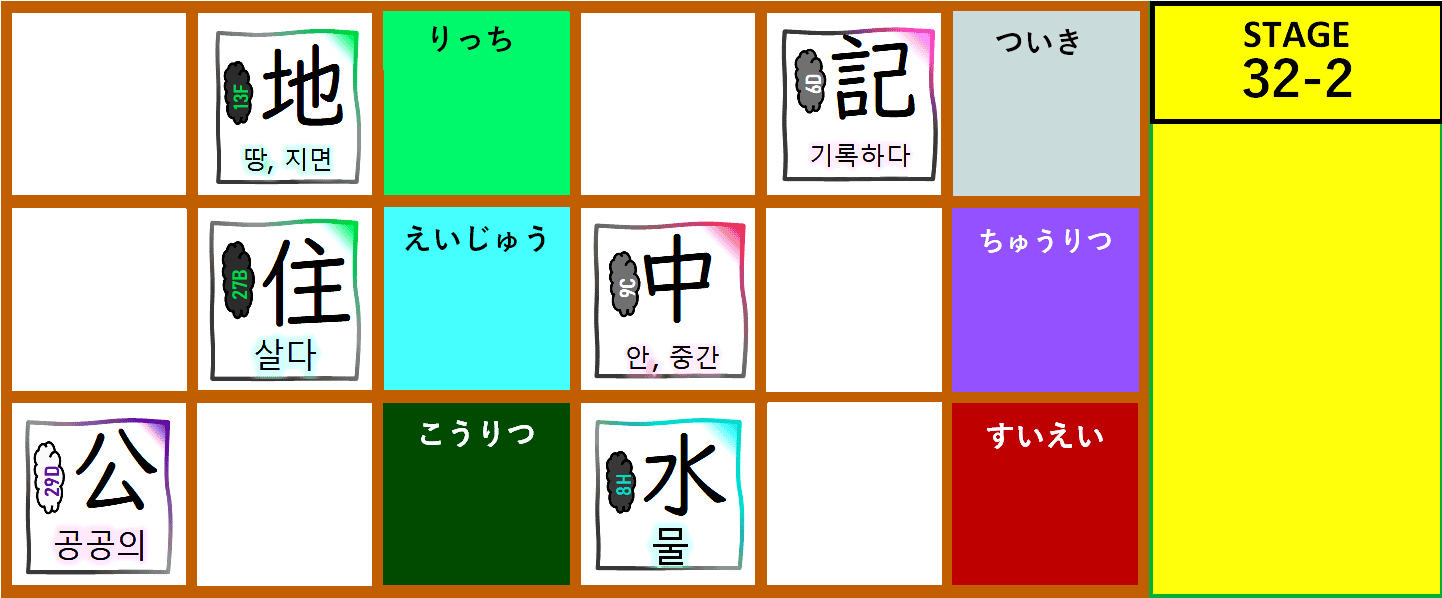 13F
地
땅, 지면
りっち
6D
記
기록하다
ついき
STAGE
32-2
27B
住
살다
えいじゅう
9C
中
안, 중간
ちゅうりつ
29D
公
공공의
こうりつ
8H
水
물
すいえい